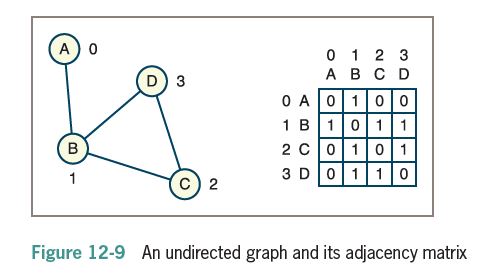 A 0
D 3
B
1
C 2
0 1 2 3
A B C D
0 A 0 1 0 0
1 B 1 0 1 1
2 C 0 1 0 1
3 D 0 1 1 0
Figure 12-9 An undirected graph and its adjacency matrix